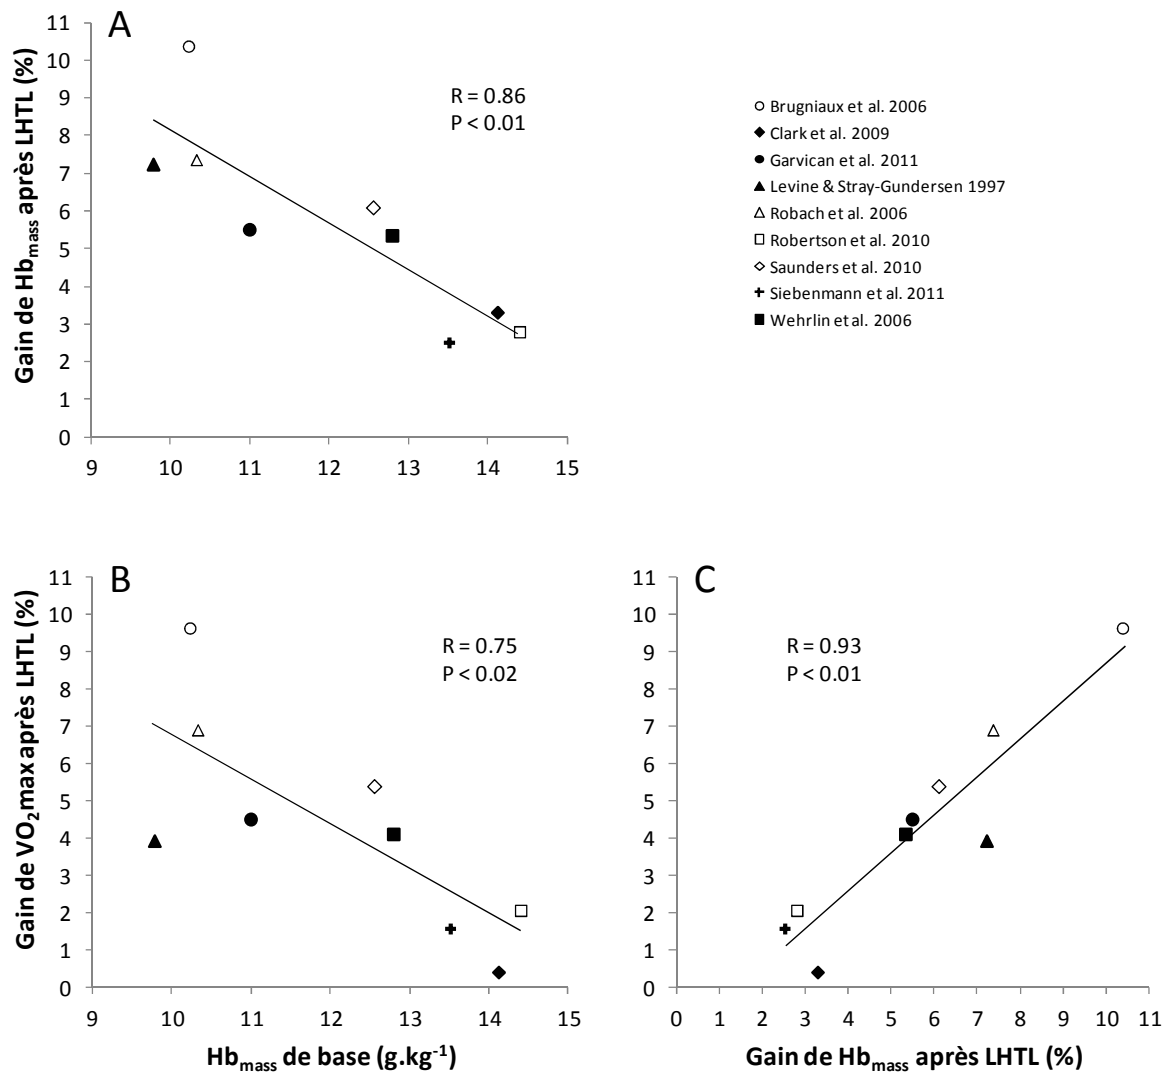 A
Gain de Hbmass après LHTL (%)
11
10
9
8
7
6
5
4
3
2
1
0
9 10 11 12 13 14 15
R = 0.86
P < 0.01
Brugniaux et al. 2006
Clark et al. 2009
Garvican et al. 2011
Levine & Stray-Gundersen 1997
Robach et al. 2006
Robertson et al. 2010
Saunders et al. 2010
Siebenmann et al. 2011
Wehrlin et al. 2006
B
Gain de VO2max après LHTL (%)
11
10
9
8
7
6
5
4
3
2
1
0
9 10 11 12 13 14 15
R = 0.75
P < 0.02
Hbmass de base (g.kg-1)
C
11
10
9
8
7
6
5
4
3
2
1
0
0 1 2 3 4 5 6 7 8 9 10 11
R = 0.93
P < 0.01
Gain de Hbmass après LHTL (%)